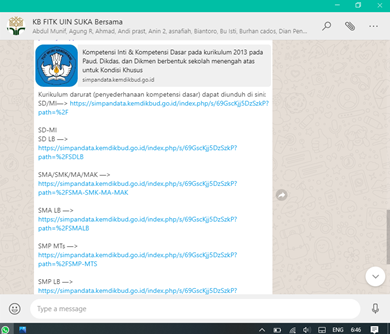 KB FITK UIN SUKA Bersama
Abdul Munif, Agung R, Ahmad, Andi prast, Amin 2, asnafiah, Biantoro, Bu Isti, Burhan cados, Dian Pen...
Kompetensi Inti & Kompetensi Dasar pada kurikulum 2013 pada
Paud, Dikdas, dan Dikmen berbentuk sekolah menengah atas
untuk Kondisi Khusus
simpandata.kemdikbud.go.id
Kurikulum darurat (penyederhanaan kompetensi dasar) dapat diunduh di sini:
SD/MI—> https://simpandata.kemdikbud.go.id/index.php/s/69GscKjj5DzSzkP?
path=%2F
SD-MI
SD LB —>
https://simpandata.kemdikbud.go.id/index.php/s/69GscKjj5DzSzkP?
path=%2FSDLB
SMA/SMK/MA/MAK —>
https://simpandata.kemdikbud.go.id/index.php/s/69GscKjj5DzSzkP?
path=%2FSMA-SMK-MA-MAK
SMA LB —>
https://simpandata.kemdikbud.go.id/index.php/s/69GscKjj5DzSzkP?
path=%2FSMALB
SMP MTs —>
https://simpandata.kemdikbud.go.id/index.php/s/69GscKjj5DzSzkP?
path=%2FSMP-MTS
SMP LB —>
https://simpandata.kemdikbud.go.id/index.php/s/69GscKjj5DzSzkP?
Type a message
ENG 6:46